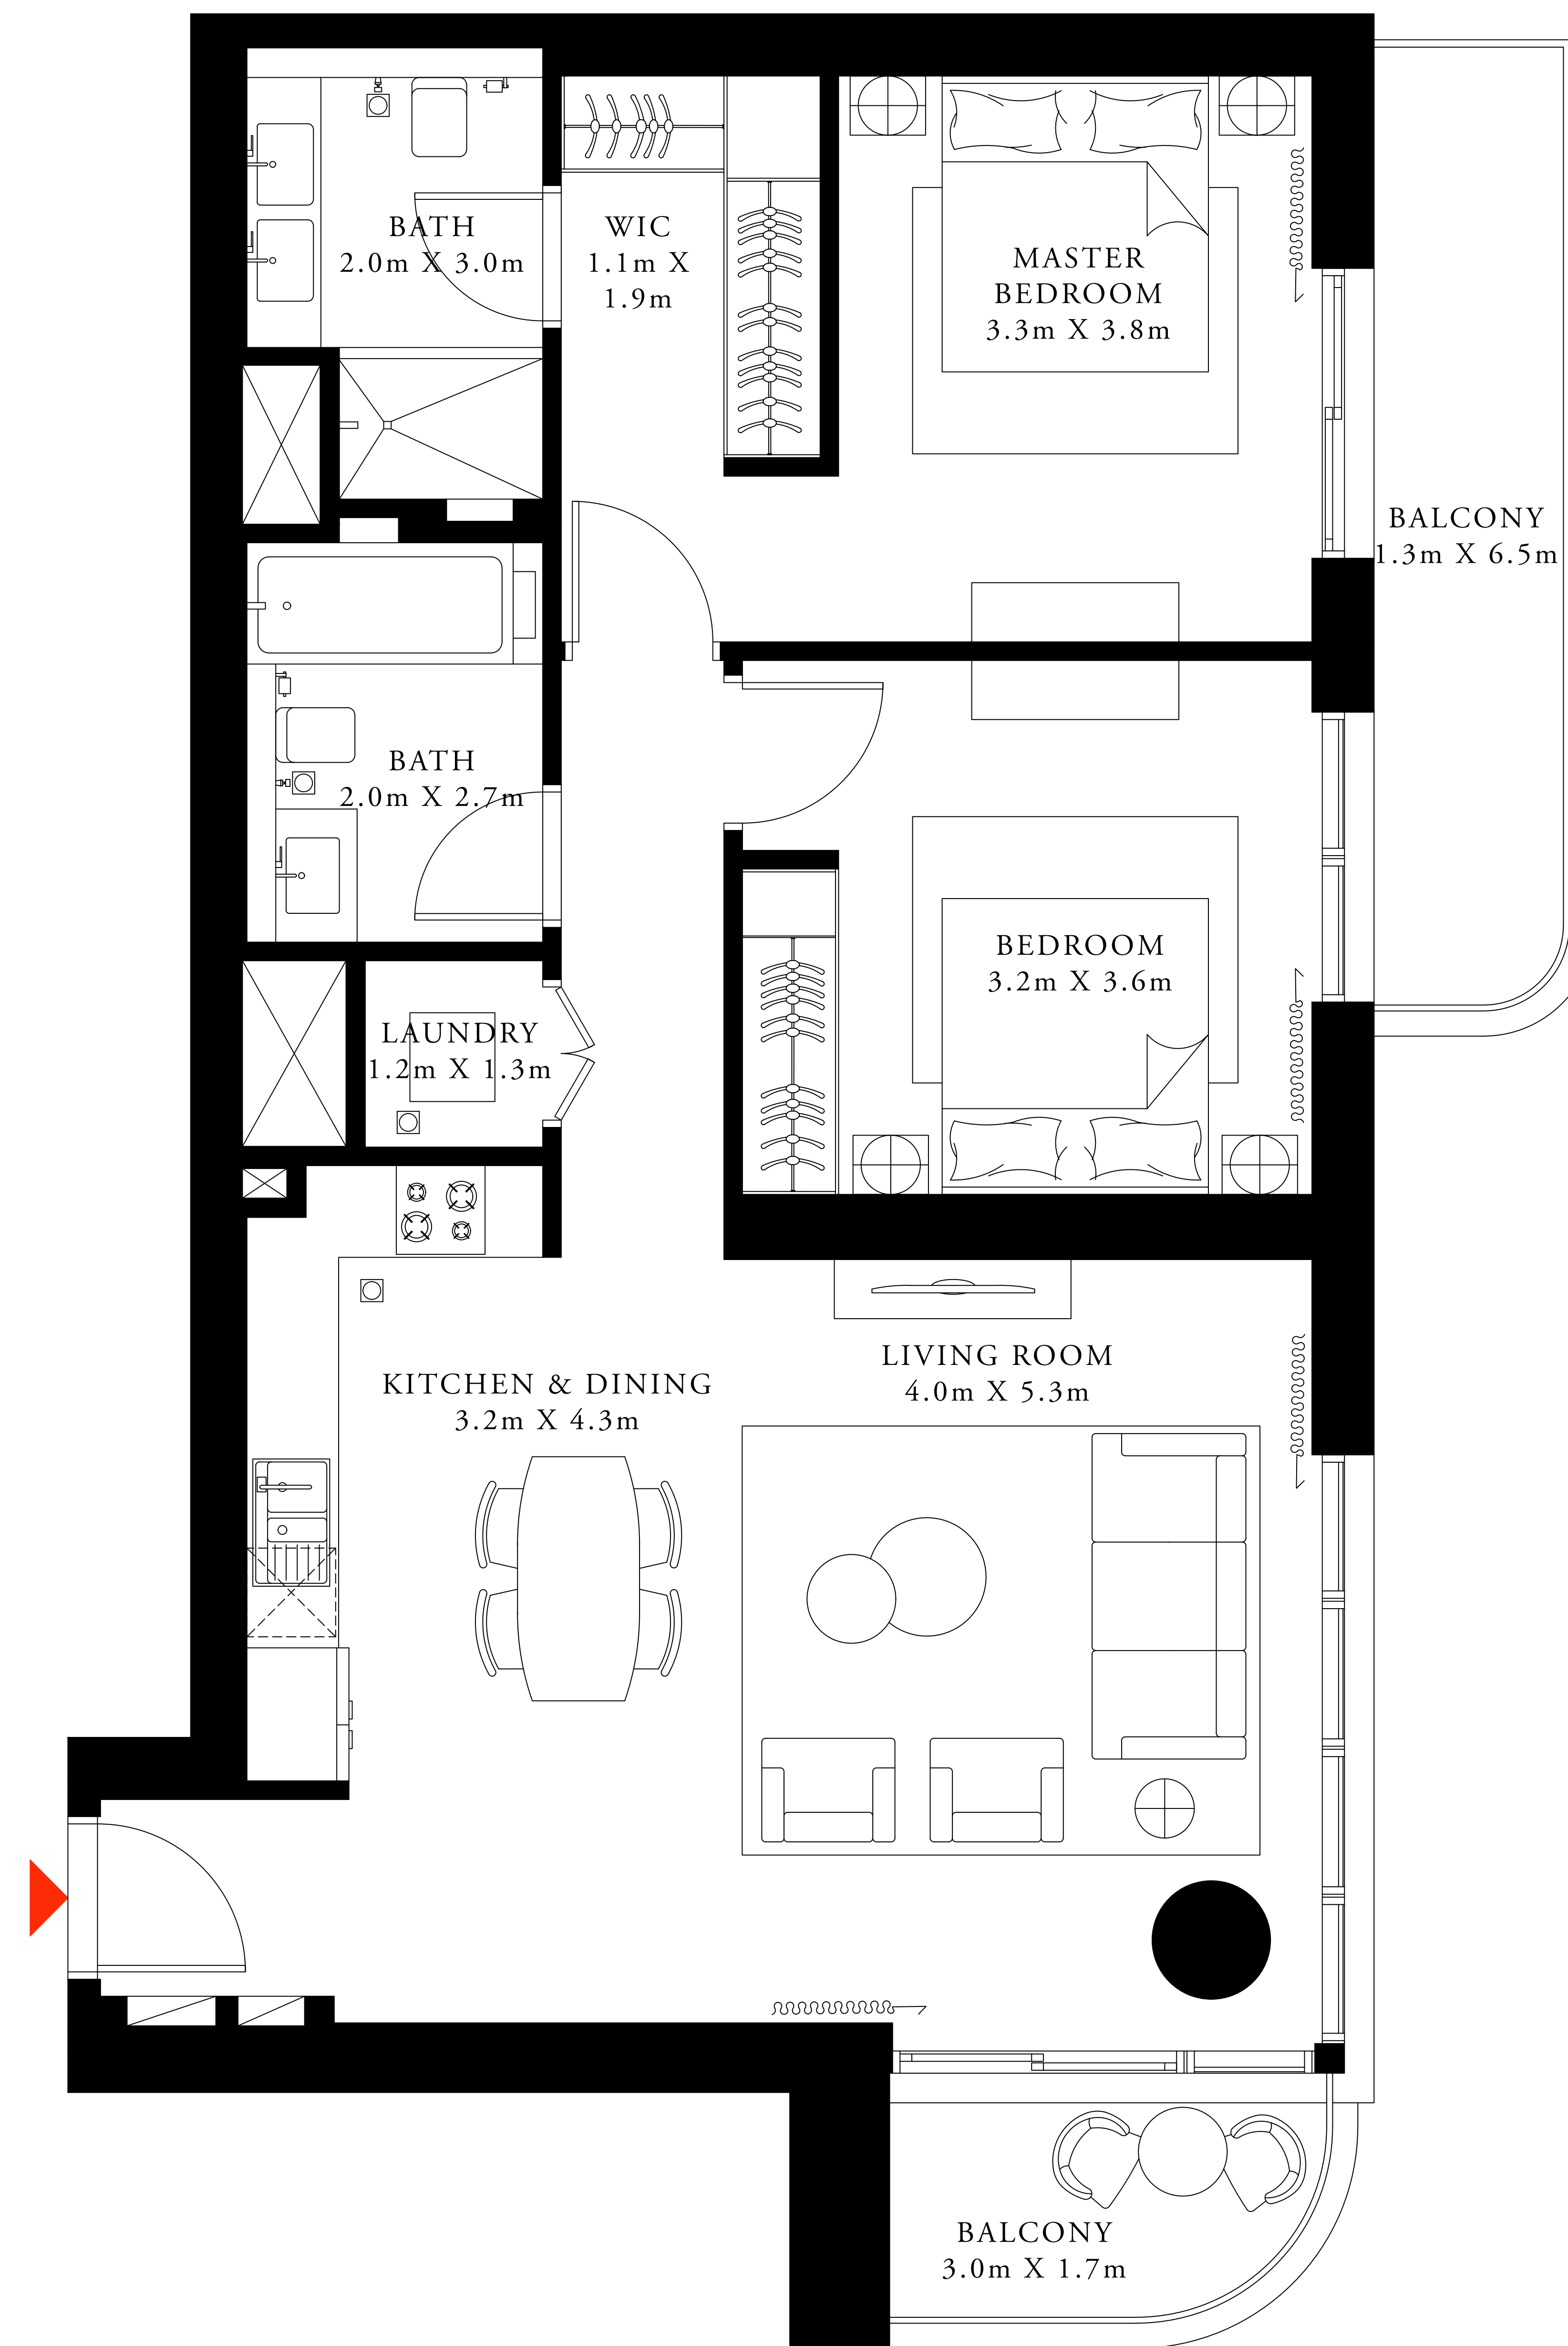 BATH
2.0m X 3.0m
WIC
1.1m X
1.9m
MASTER
BEDROOM
3.3m X 3.8m
BALCONY
1.3m X 6.5m
BATH
2.0m X 2.7m
BEDROOM
3.2m X 3.6m
LAUNDRY
1.2m X 1.3m
LIVING ROOM
4.0m X 5.3m
KITCHEN & DINING
3.2m X 4.3m
BALCONY
3.0m X 1.7m